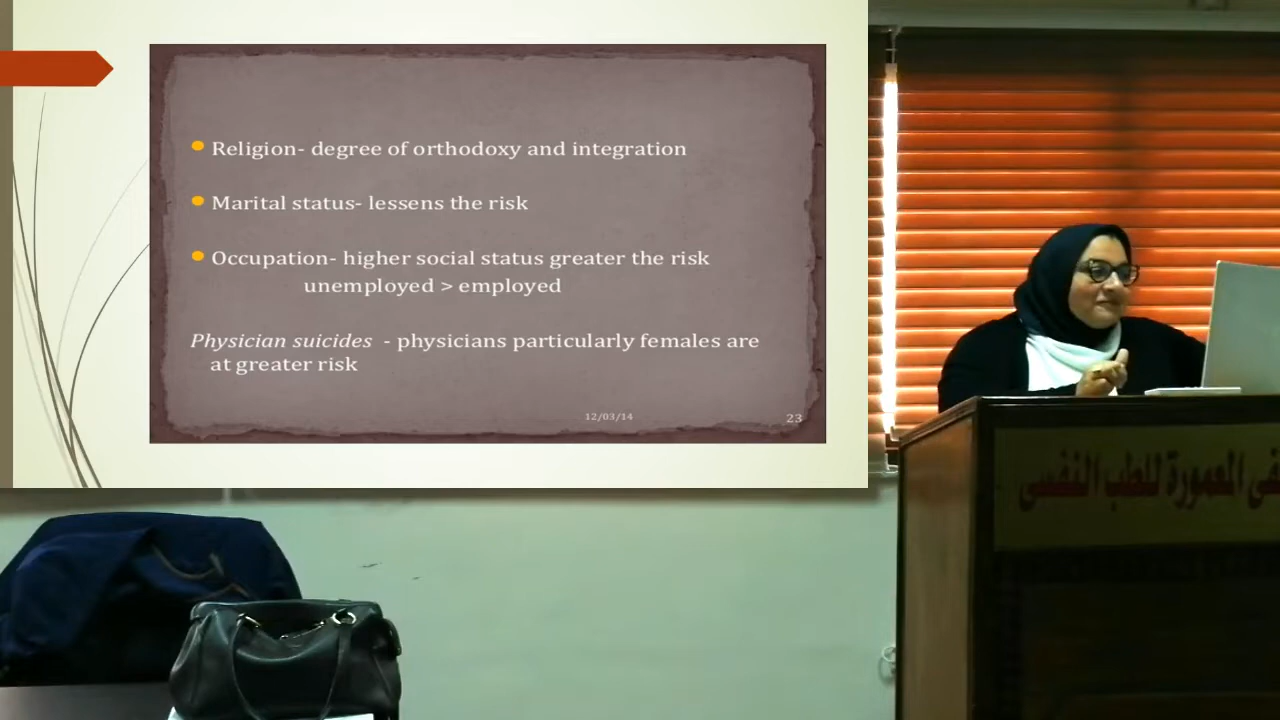 Religion- degree of orthodoxy and integration
Marital status- lessens the risk
Occupation- higher social status greater the risk
unemployed > employed
Physician suicides - physicians particularly females are
at greater risk
12/03/14
23
المعمورة للطب النفسي